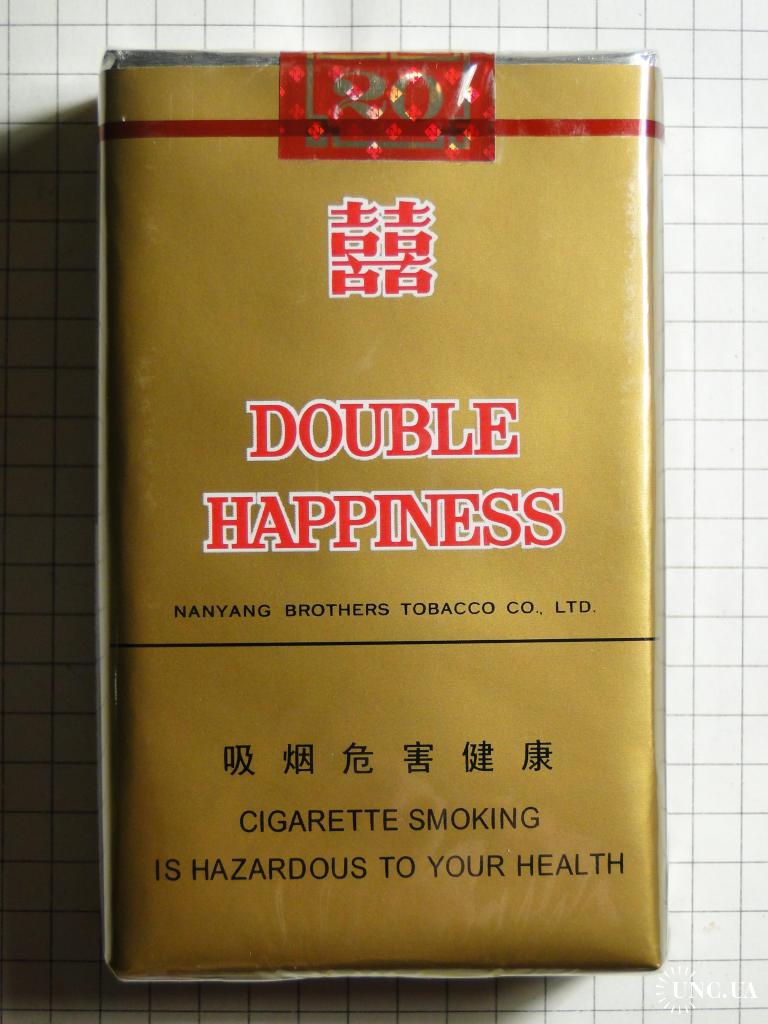 20
囍
DOUBLE
HAPPINESS
NANYANG BROTHERS TOBACCO CO., LTD.
吸烟危害健康
CIGARETTE SMOKING
IS HAZARDOUS TO YOUR HEALTH
UNC.UA